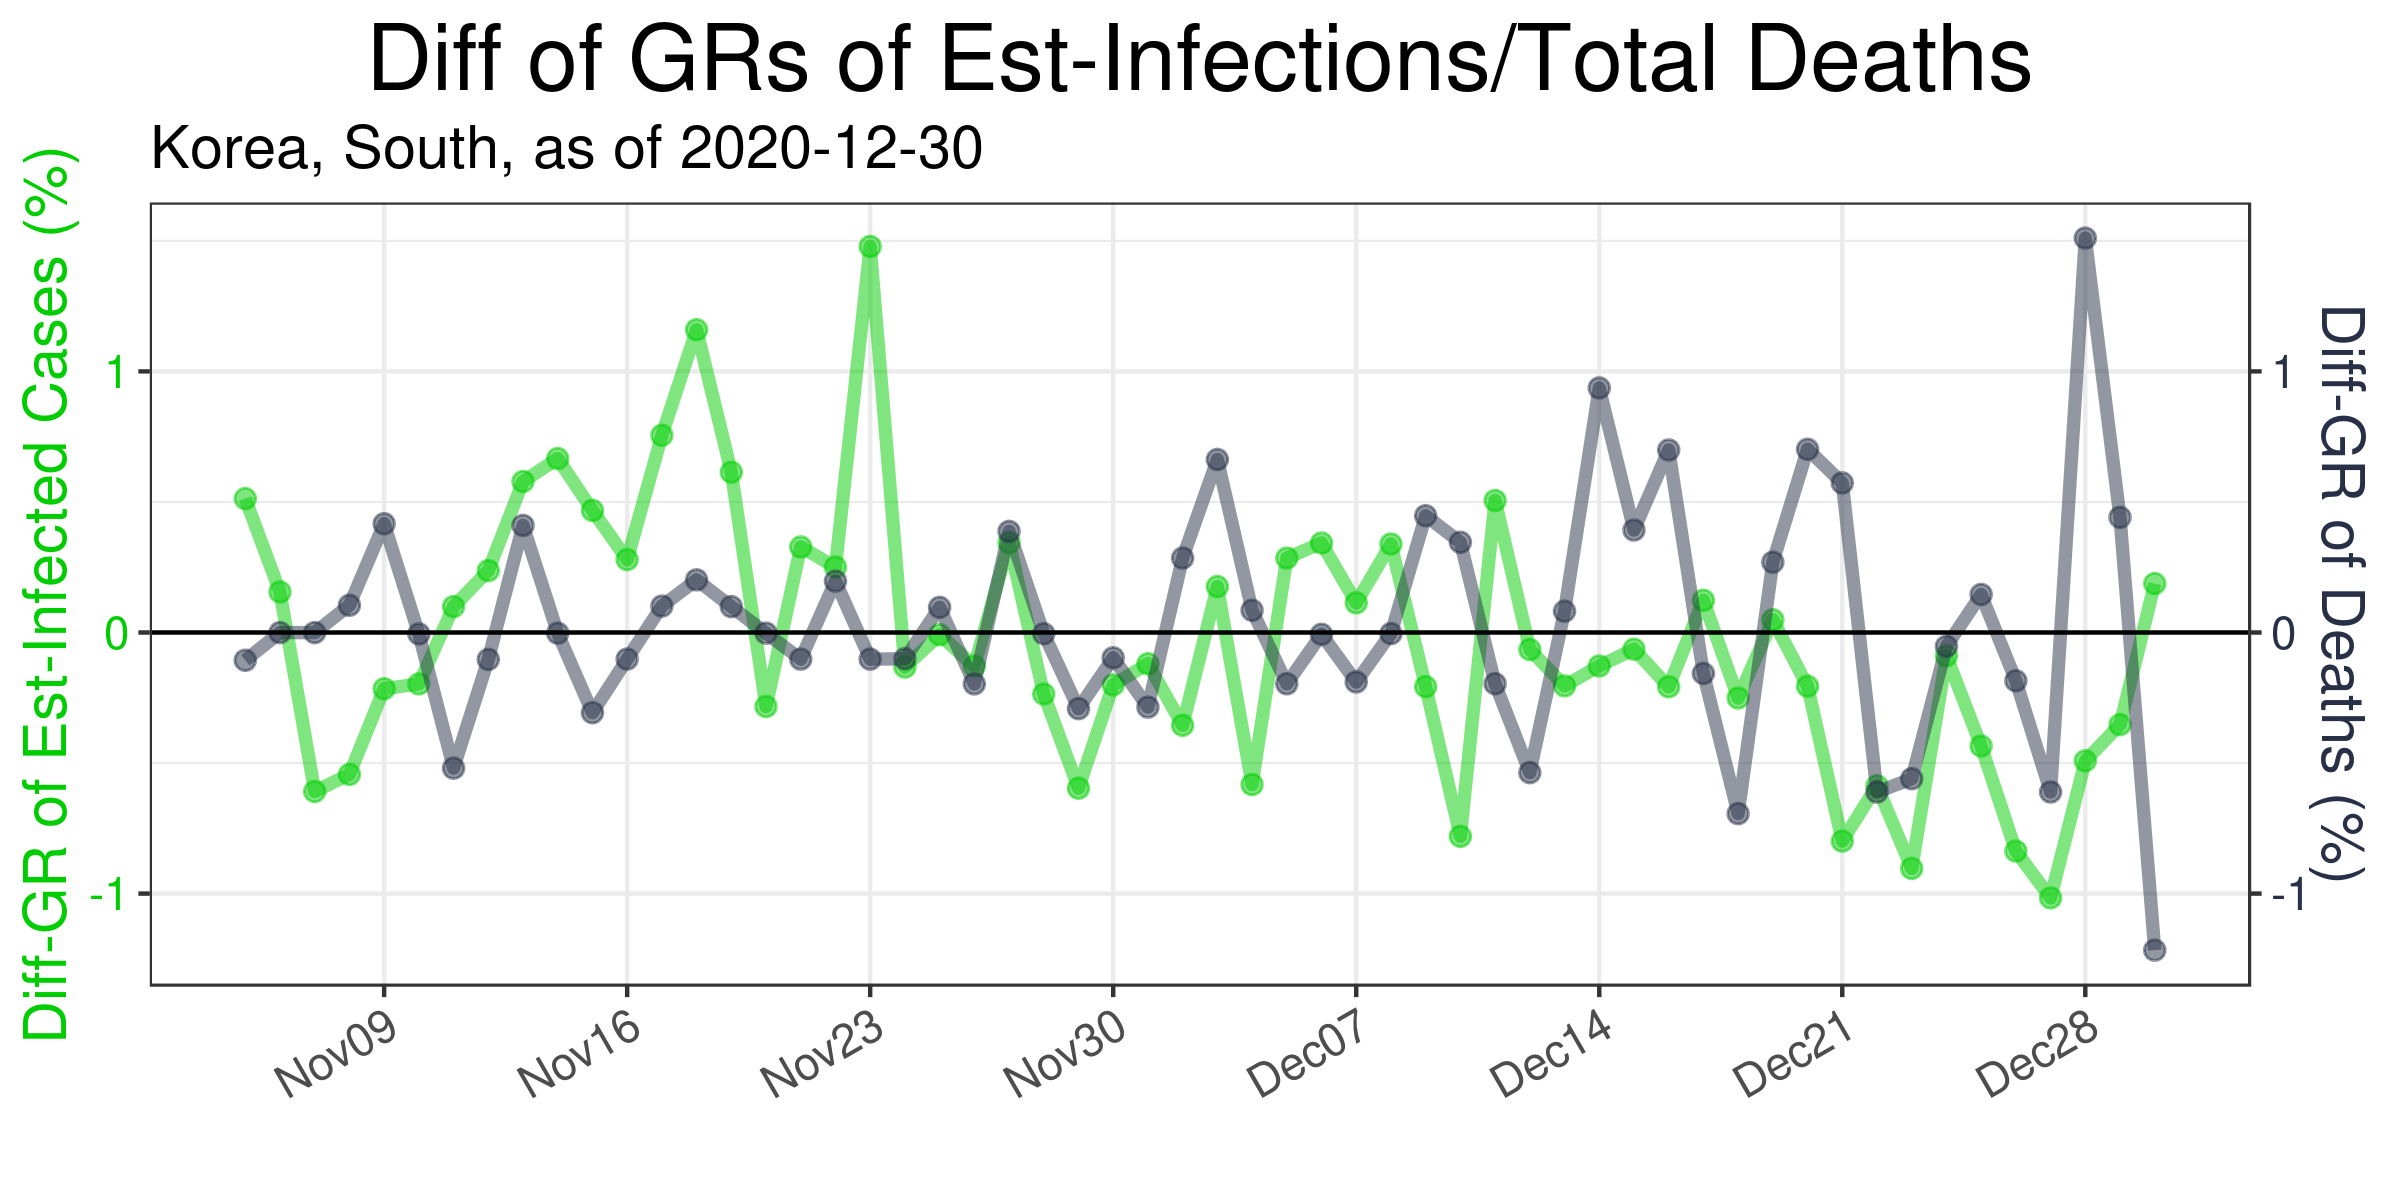 Diff of GRs of Est-Infections/Total Deaths
Korea, South, as of 2020-12-30
Diff-GR of Est-Infected Cases (%)
1
0
-1
1
0
-1
Diff-GR of Deaths (%)
Nov09
Nov16
Nov23
Nov30
Dec07
Dec14
Dec21
Dec28